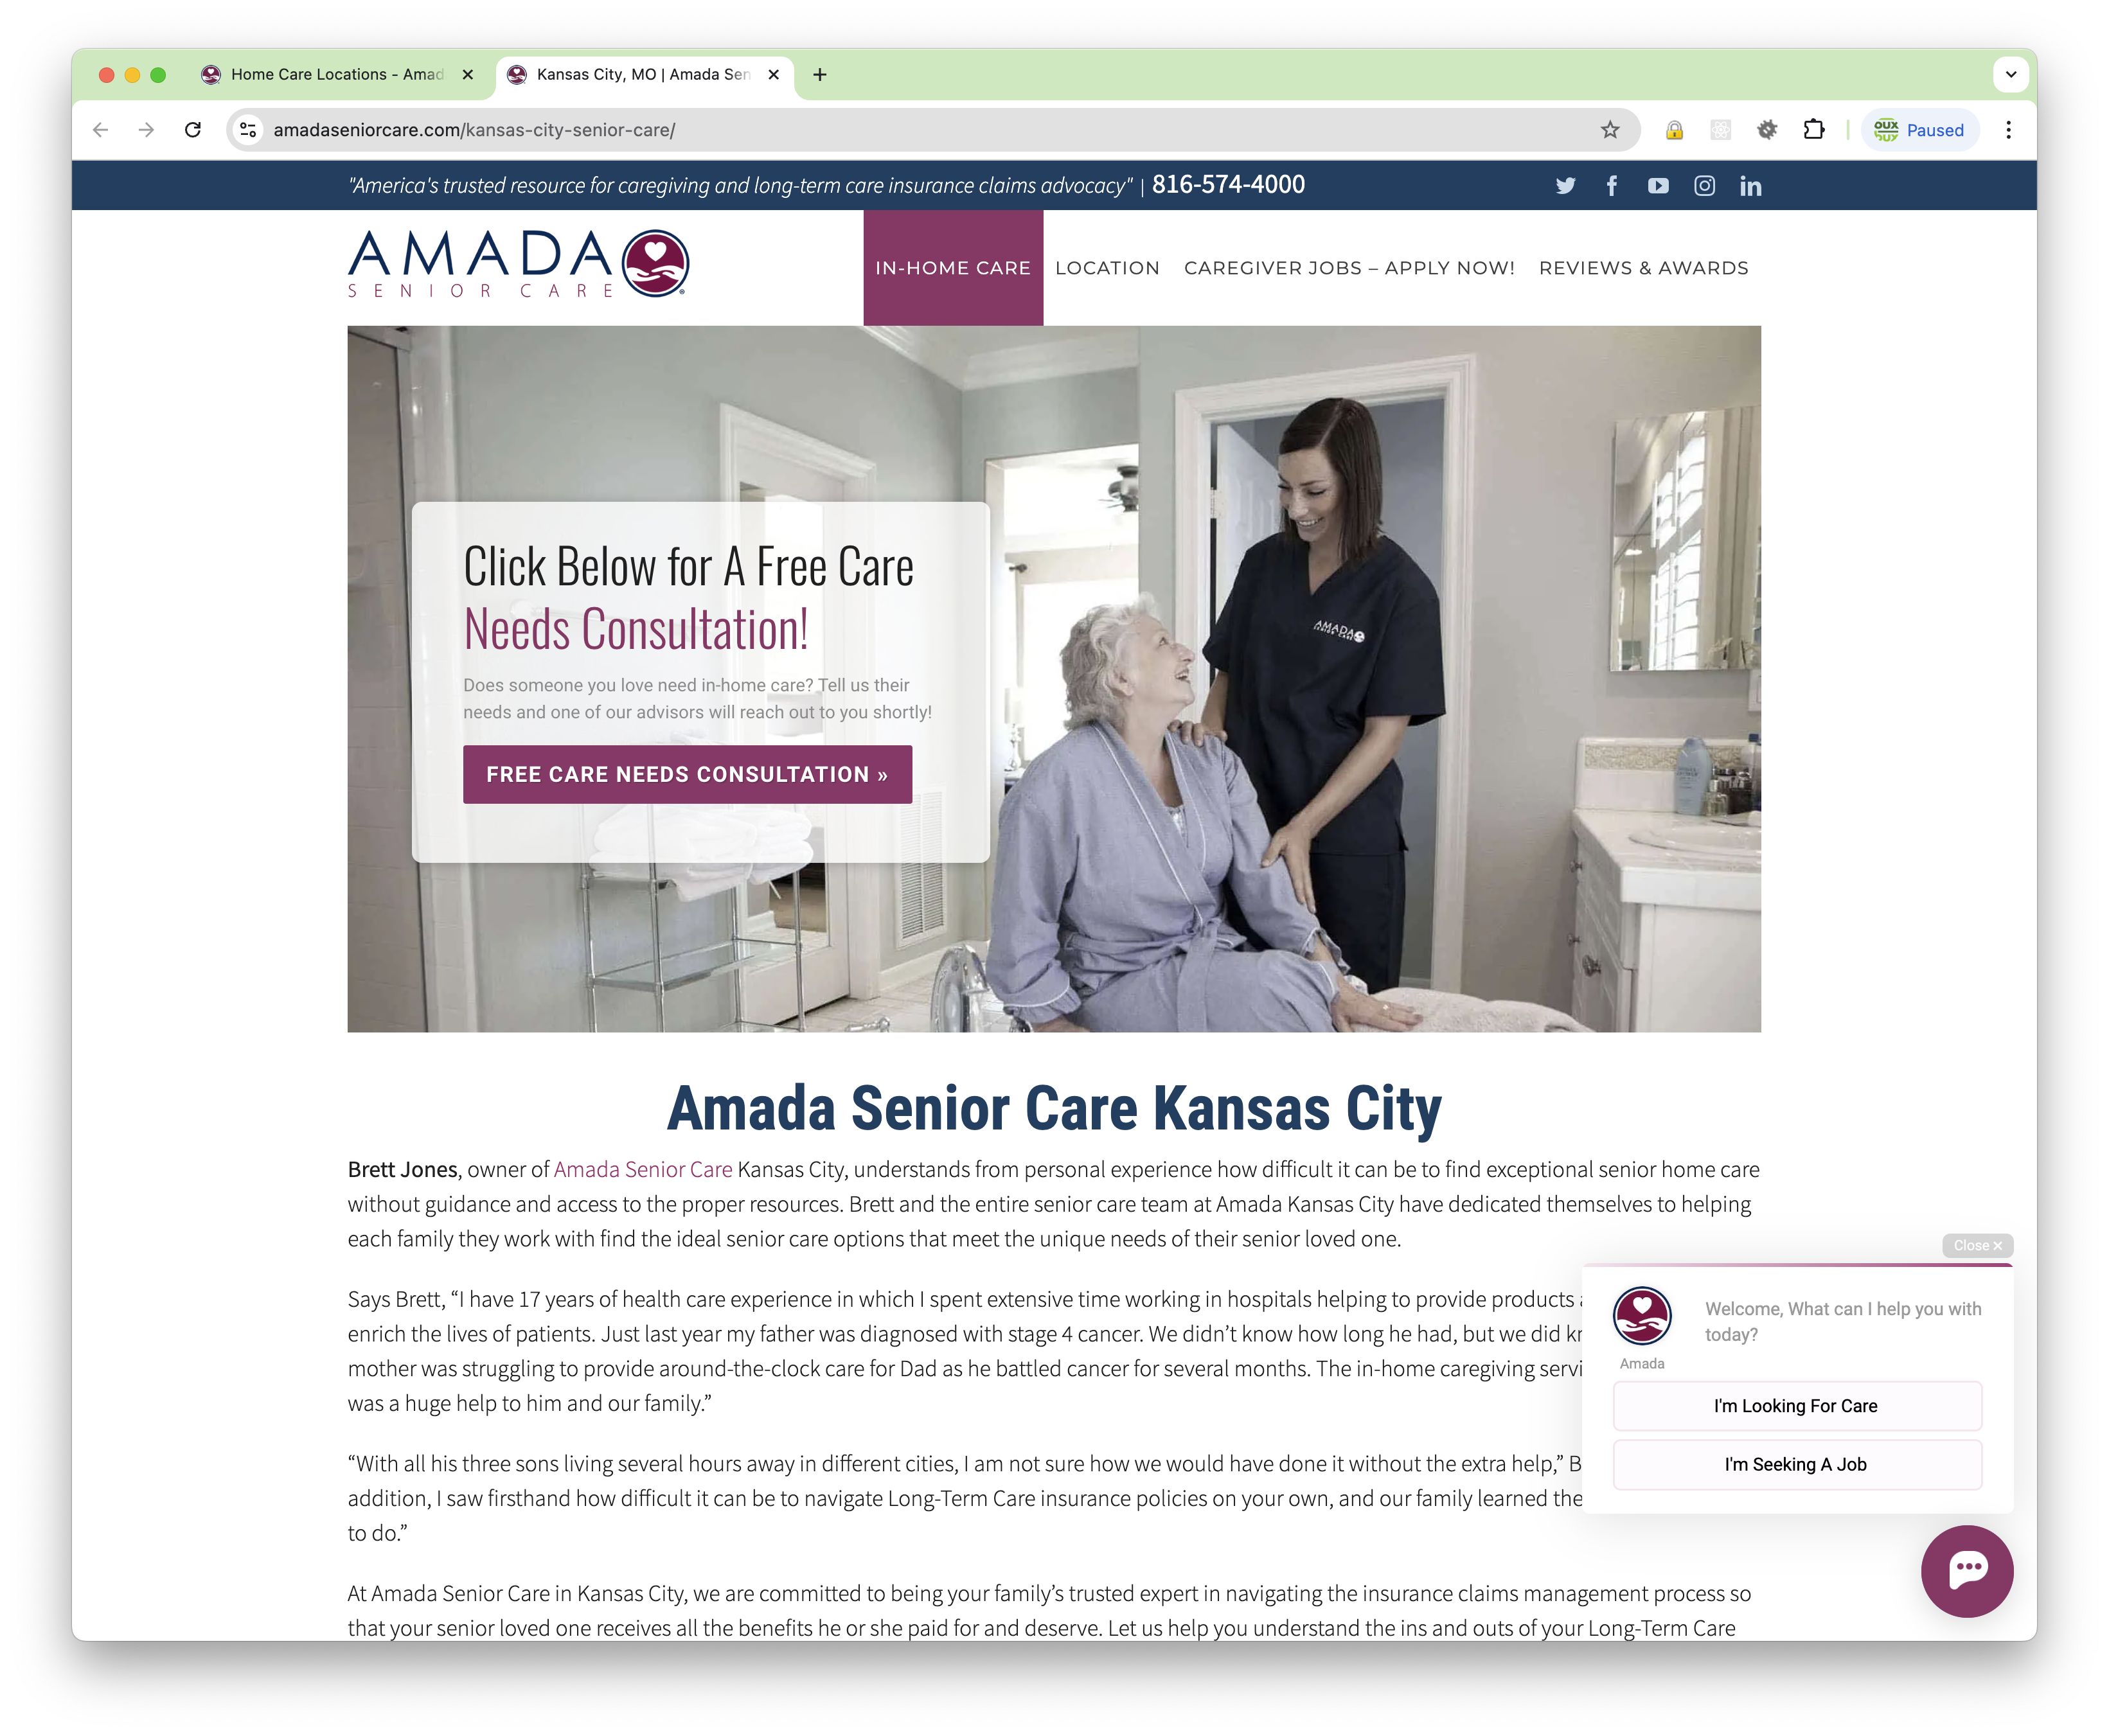 Home Care Locations - Amad
Kansas City, MO | Amada Sen
amadaseniorcare.com/kansas-city-senior-care/
OUX
Paused
"America's trusted resource for caregiving and long-term care insurance claims advocacy" | 816-574-4000
AMADA
SENIOR CARE
IN-HOME CARE
LOCATION
CAREGIVER JOBS – APPLY NOW!
REVIEWS & AWARDS
Click Below for A Free Care
Needs Consultation!
Does someone you love need in-home care? Tell us their
needs and one of our advisors will reach out to you shortly!
FREE CARE NEEDS CONSULTATION »
AMADA
SENIOR CARE
Amada Senior Care Kansas City
Brett Jones, owner of Amada Senior Care Kansas City, understands from personal experience how difficult it can be to find exceptional senior home care
without guidance and access to the proper resources. Brett and the entire senior care team at Amada Kansas City have dedicated themselves to helping
each family they work with find the ideal senior care options that meet the unique needs of their senior loved one.
Says Brett, “I have 17 years of health care experience in which I spent extensive time working in hospitals helping to provide products
enrich the lives of patients. Just last year my father was diagnosed with stage 4 cancer. We didn’t know how long he had, but we did kn
mother was struggling to provide around-the-clock care for Dad as he battled cancer for several months. The in-home caregiving servi
was a huge help to him and our family.”
“With all his three sons living several hours away in different cities, I am not sure how we would have done it without the extra help,” B
addition, I saw firsthand how difficult it can be to navigate Long-Term Care insurance policies on your own, and our family learned the
to do.”
At Amada Senior Care in Kansas City, we are committed to being your family’s trusted expert in navigating the insurance claims management process so
that your senior loved one receives all the benefits he or she paid for and deserve. Let us help you understand the ins and outs of your Long-Term Care
Close ×
Welcome, What can I help you with
today?
Amada
I'm Looking For Care
I'm Seeking A Job